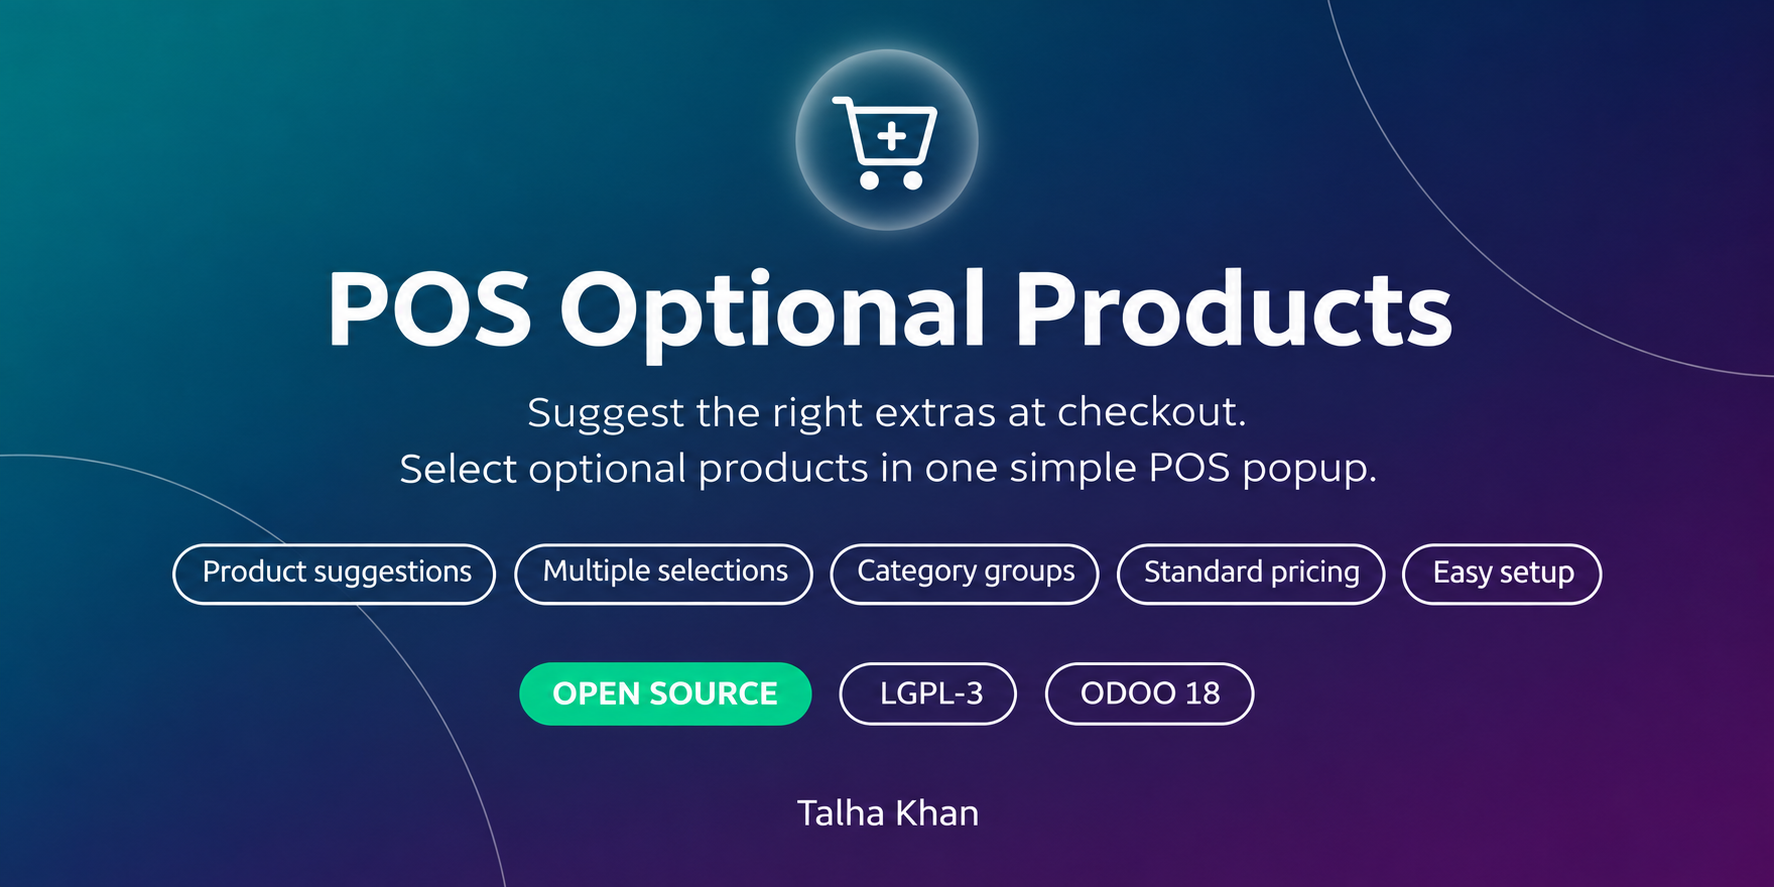 POS Optional Products
Suggest the right extras at checkout.
Select optional products in one simple POS popup.
Product suggestions Multiple selections Category groups Standard pricing Easy setup
OPEN SOURCE LGPL-3 ODOO 18
Talha Khan